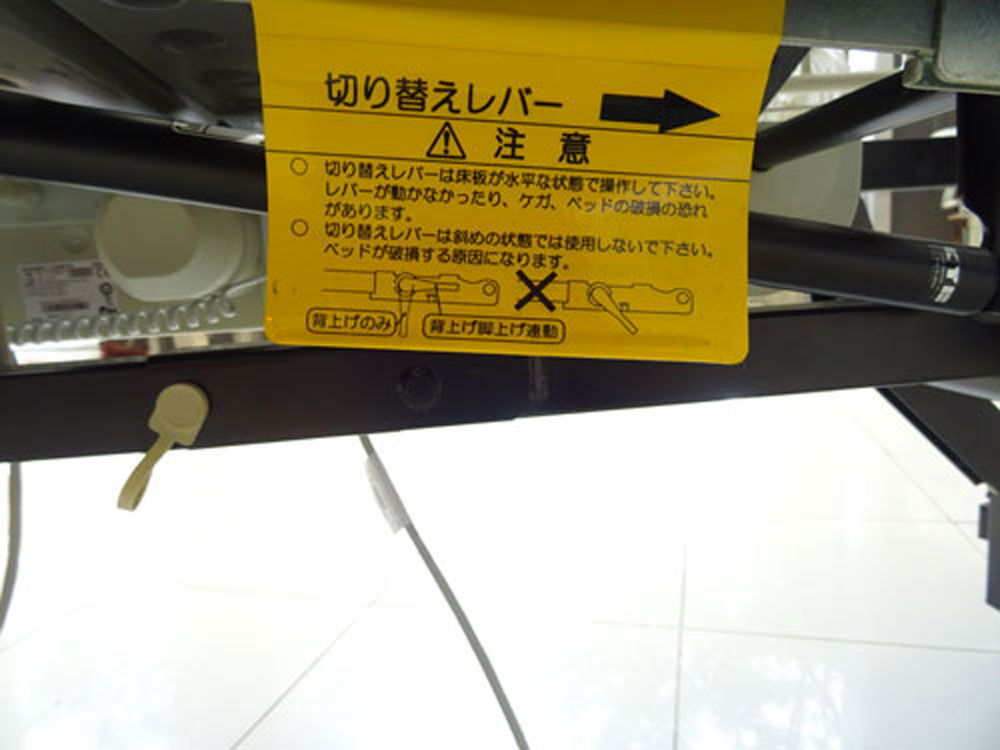 切り替えレバー
注意
○ 切り替えレバーは床板が水平な状態で操作して下さい。
レバーが動かなかったり、ケガ、ベッドの破損の恐れ
があります。
○ 切り替えレバーは斜めの状態では使用しないで下さい。
ベッドが破損する原因になります。
背上げのみ 背上げ脚上げ連動